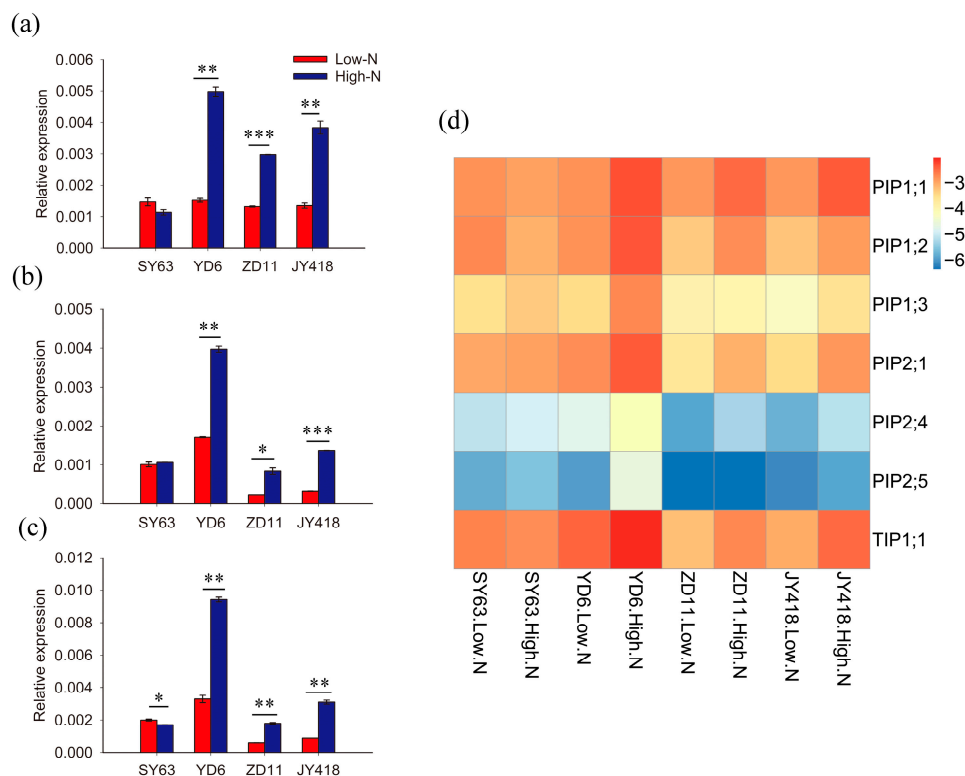 (a)
Relative expression
0.006
0.005
0.004
0.003
0.002
0.001
0.000
Low-N
High-N
**
***
**
SY63 YD6 ZD11 JY418
(b)
Relative expression
0.005
0.004
0.003
0.002
0.001
0.000
**
*
***
SY63 YD6 ZD11 JY418
(c)
Relative expression
0.012
0.010
0.008
0.006
0.004
0.002
0.000
*
**
**
**
SY63 YD6 ZD11 JY418
(d)
PIP1;1
PIP1;2
PIP1;3
PIP2;1
PIP2;4
PIP2;5
TIP1;1
−3
−4
−5
−6
SY63.Low.N
SY63.High.N
YD6.Low.N
YD6.High.N
ZD11.Low.N
ZD11.High.N
JY418.Low.N
JY418.High.N